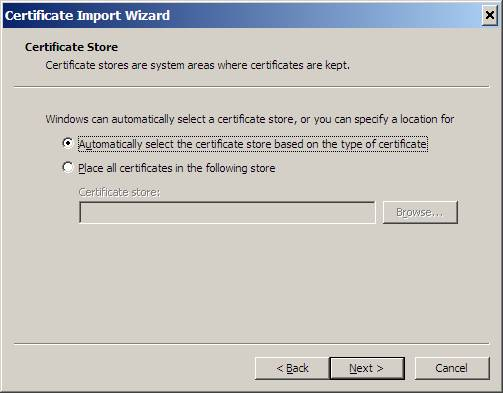 Certificate Import Wizard
Certificate Store
Certificate stores are system areas where certificates are kept.
Windows can automatically select a certificate store, or you can specify a location for
Automatically select the certificate store based on the type of certificate
Place all certificates in the following store
Certificate store:
Browse...
< Back
Next >
Cancel